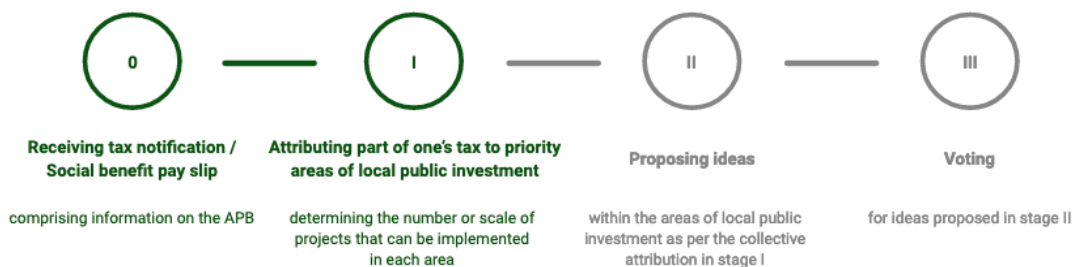 0
I
II
III
Receiving tax notification /
Social benefit pay slip
Attributing part of one's tax to priority
areas of local public investment
Proposing ideas
Voting
comprising information on the APB
determining the number or scale of
projects that can be implemented
in each area
within the areas of local public
investment as per the collective
attribution in stage I
for ideas proposed in stage II